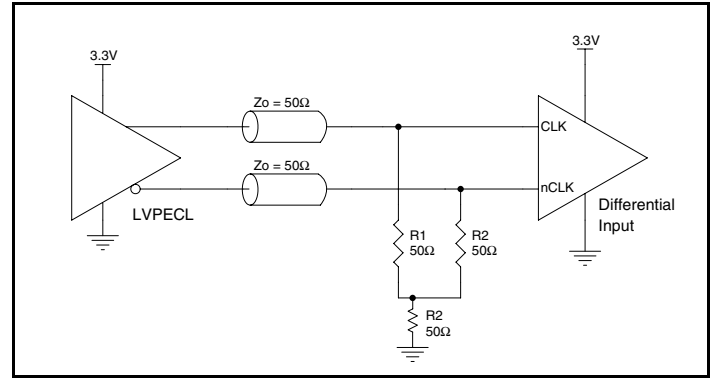 3.3V
3.3V
Zo = 50Ω
CLK
Zo = 50Ω
nCLK
LVPECL
Differential
Input
R1
50Ω
R2
50Ω
R2
50Ω